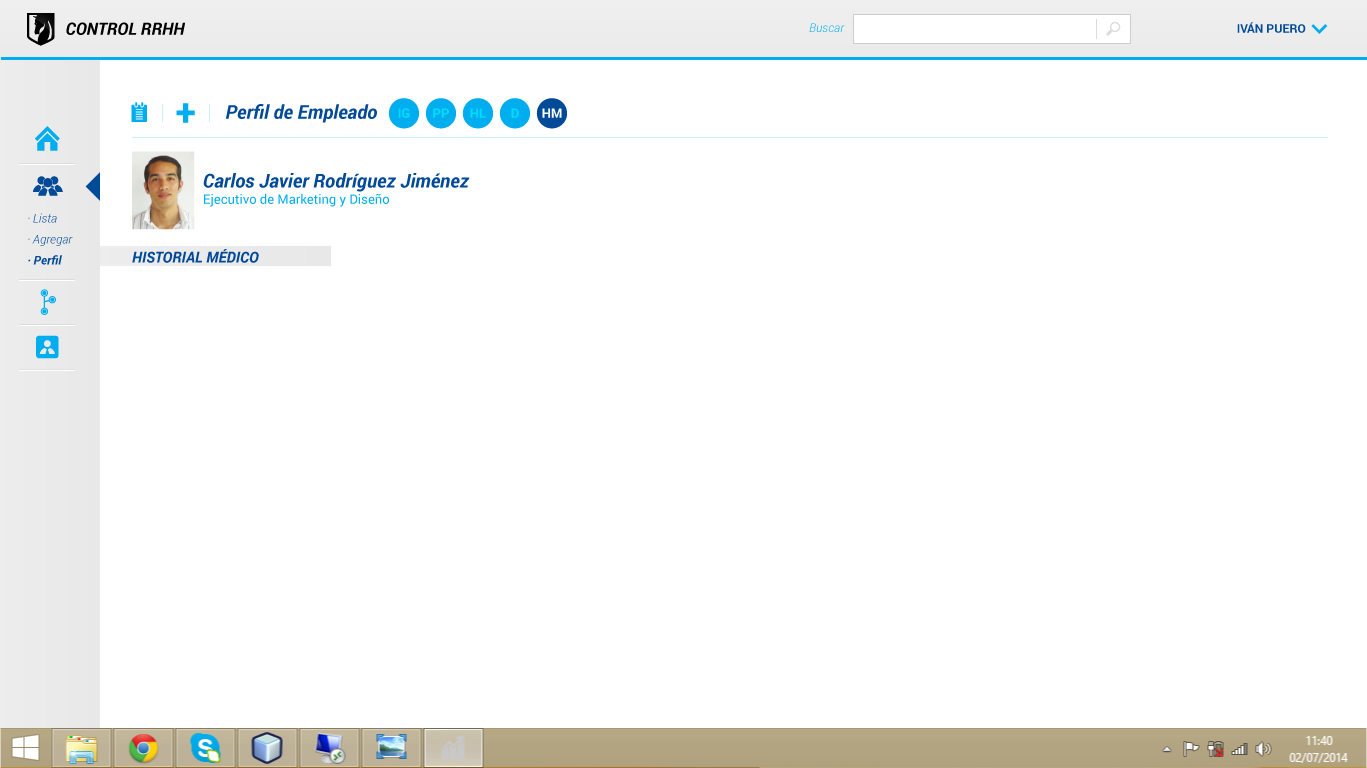 CONTROL RRHH
Buscar
IVÁN PUERO
Perfil de Empleado IG PP HL D HM
Carlos Javier Rodríguez Jiménez
Ejecutivo de Marketing y Diseño
· Lista
· Agregar
· Perfil
HISTORIAL MÉDICO
11:40
02/07/2014